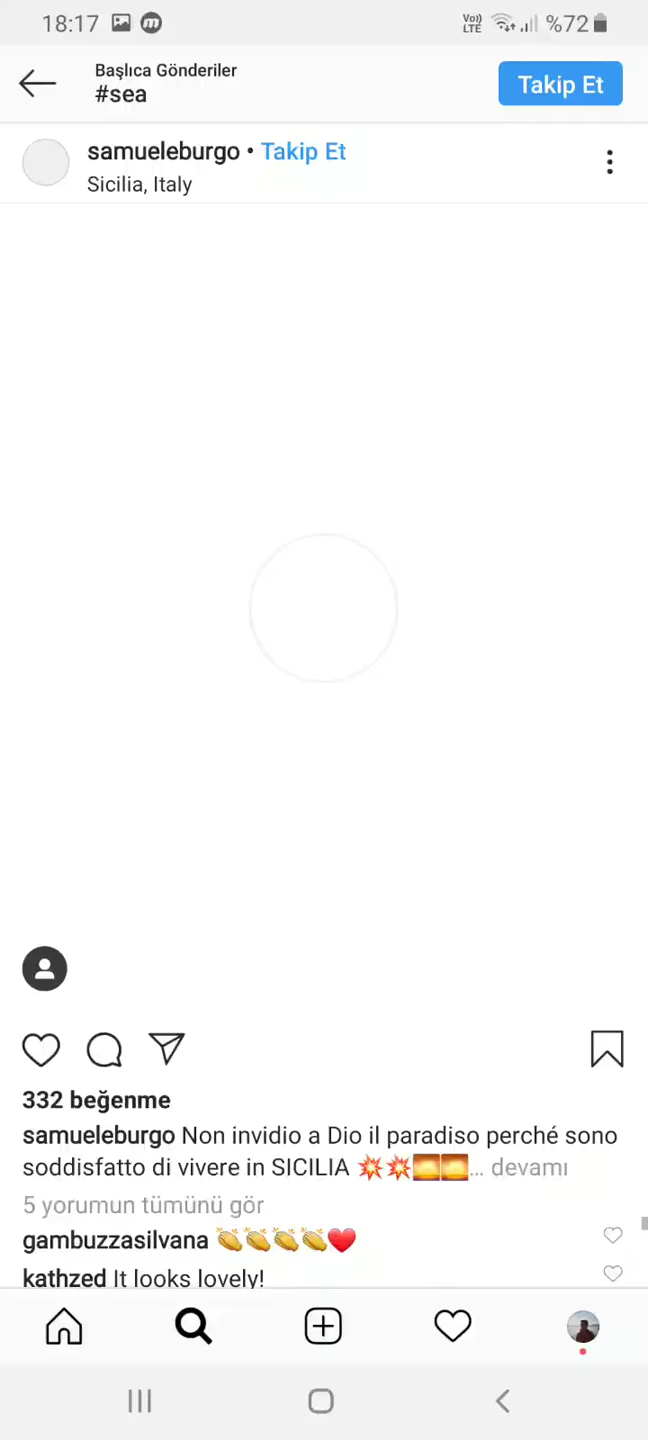 18:17 Vo)) LTE %72
Başlıca Gönderiler
#sea
Takip Et
samueleburgo • Takip Et
Sicilia, Italy
332 beğenme
samueleburgo Non invidio a Dio il paradiso perché sono
soddisfatto di vivere in SICILIA 💥💥🌅🌅... devamı
5 yorumun tümünü gör
gambuzzasilvana 👏👏👏👏❤️
kathzed It looks lovely!